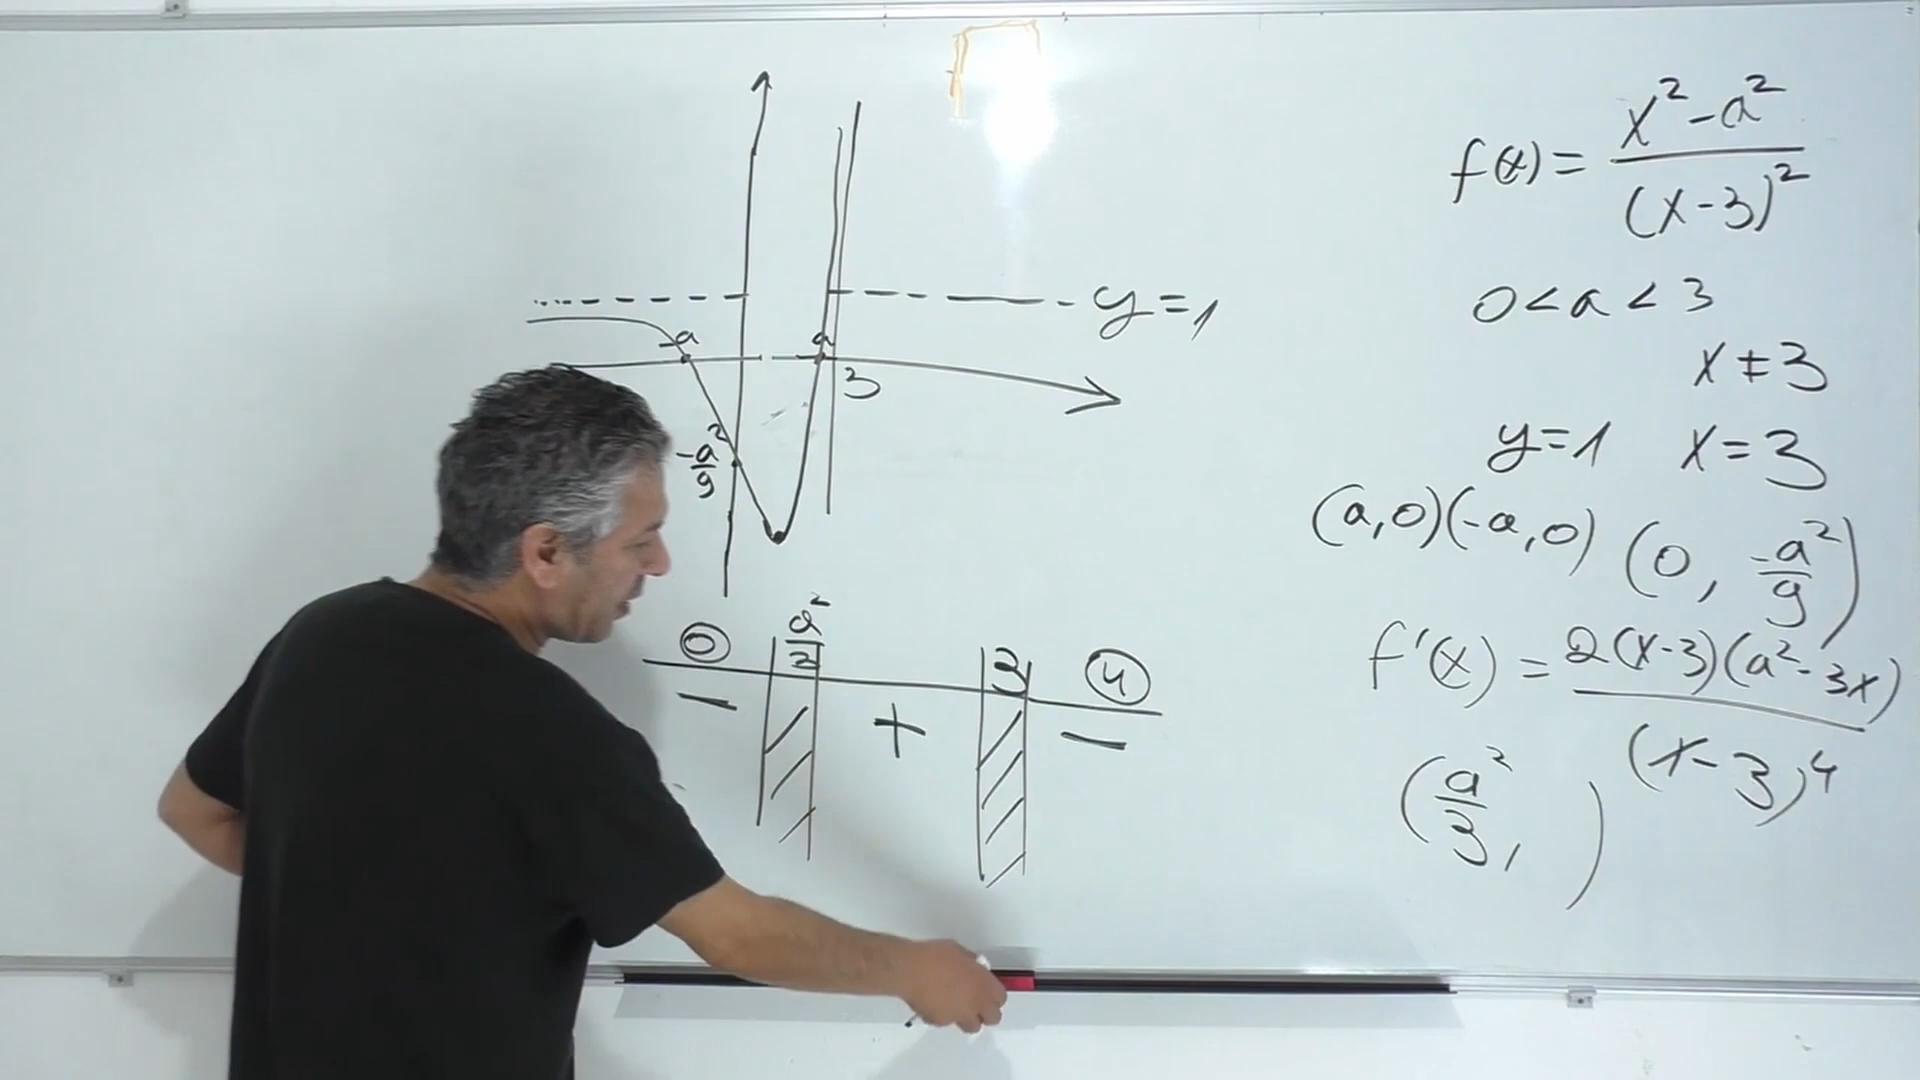 f(x) = x² - a² / (x-3)²
0 < a < 3
x ≠ 3
y=1 x=3
(a,0)(-a,0) (0, -a²/9)
f'(x) = 2(x-3)(a²-3x) / (x-3)⁴
(a²/3, )
y=1
-a a
3
-a²/9
0 a²/3 3 4
- + -